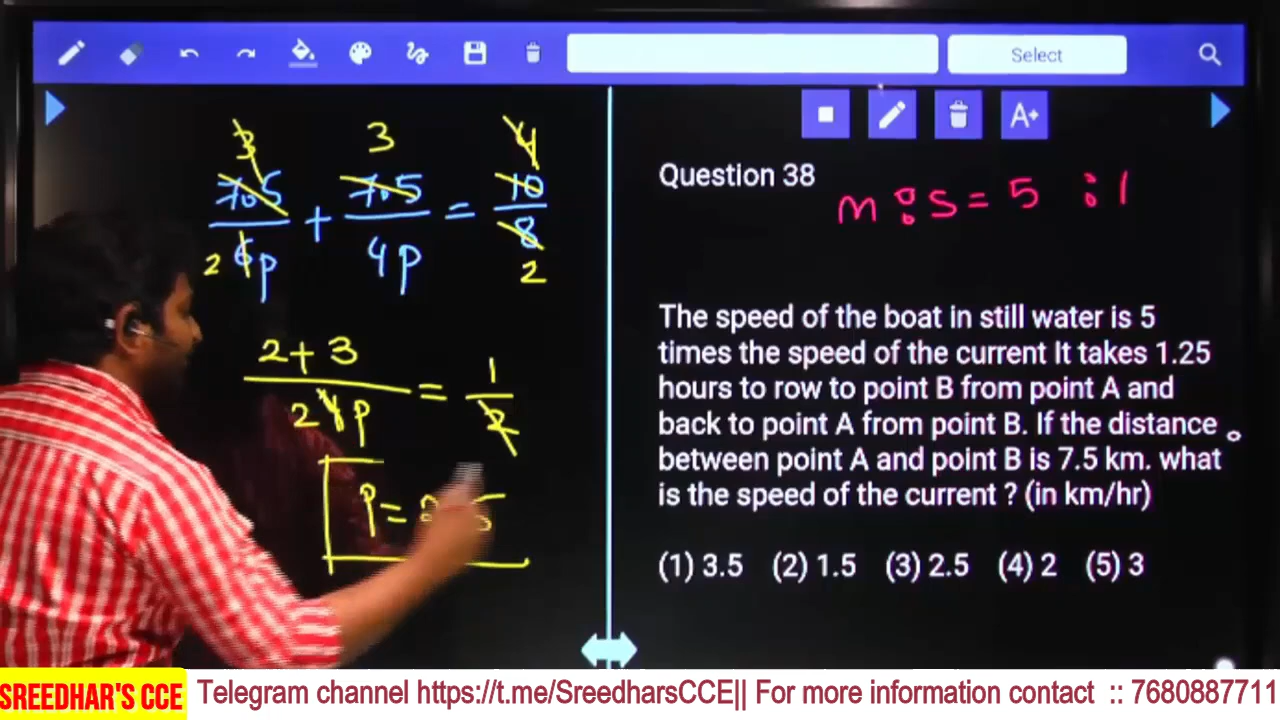 Select
A+
3 3 4
7.5 + 7.5 = 10
2 6p 4p 8
2
2+3 = 1
2 4p 2
p =
Question 38
m : s = 5 : 1
The speed of the boat in still water is 5
times the speed of the current It takes 1.25
hours to row to point B from point A and
back to point A from point B. If the distance
between point A and point B is 7.5 km. what
is the speed of the current ? (in km/hr)
(1) 3.5 (2) 1.5 (3) 2.5 (4) 2 (5) 3
SREEDHAR'S CCE
Telegram channel https://t.me/SreedharsCCE|| For more information contact :: 7680887711